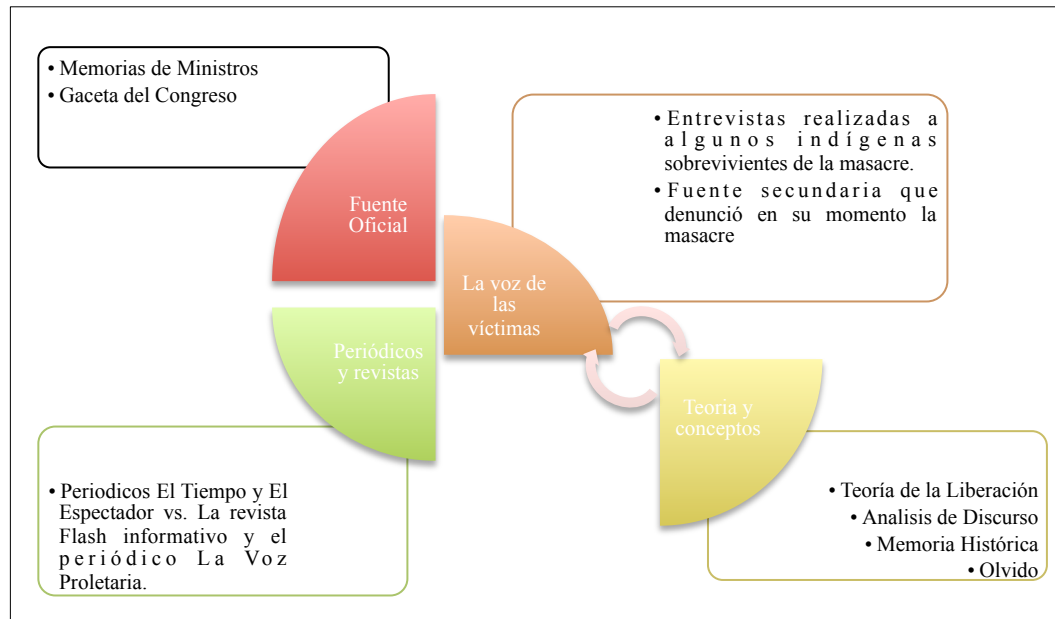 • Memorias de Ministros
• Gaceta del Congreso
Fuente
Oficial
• Entrevistas realizadas a
algunos indígenas
sobrevivientes de la masacre.
• Fuente secundaria que
denunció en su momento la
masacre
La voz de
las
víctimas
Periódicos
y revistas
• Periodicos El Tiempo y El
Espectador vs. La revista
Flash informativo y el
periódico La Voz
Proletaria.
Teoria y
conceptos
• Teoría de la Liberación
• Analisis de Discurso
• Memoria Histórica
• Olvido